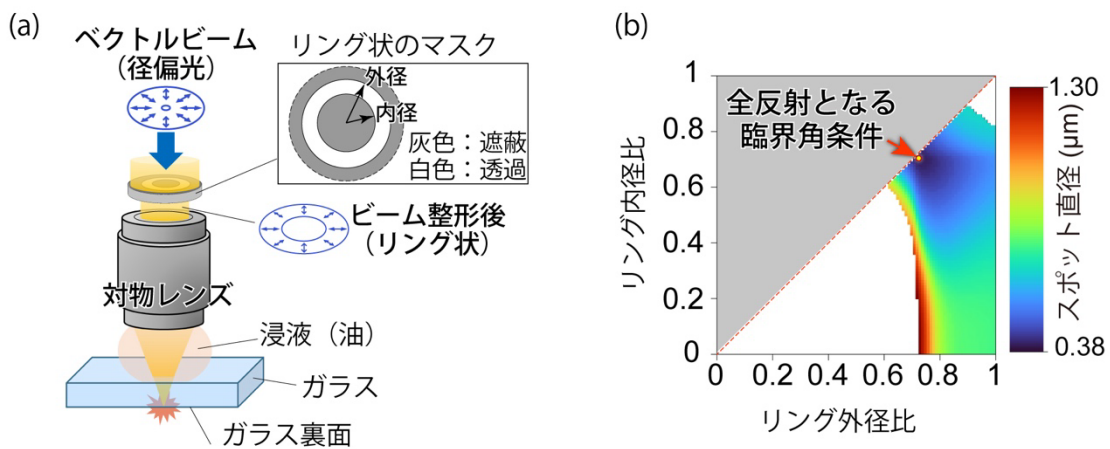 (a)
ベクトルビーム
（径偏光）
リング状のマスク
外径
内径
灰色：遮蔽
白色：透過
ビーム整形後
（リング状）
対物レンズ
浸液（油）
ガラス
ガラス裏面
(b)
全反射となる
臨界角条件
リング内径比
1
0.8
0.6
0.4
0.2
0
0 0.2 0.4 0.6 0.8 1
リング外径比
1.30
スポット直径 (μm)
0.38